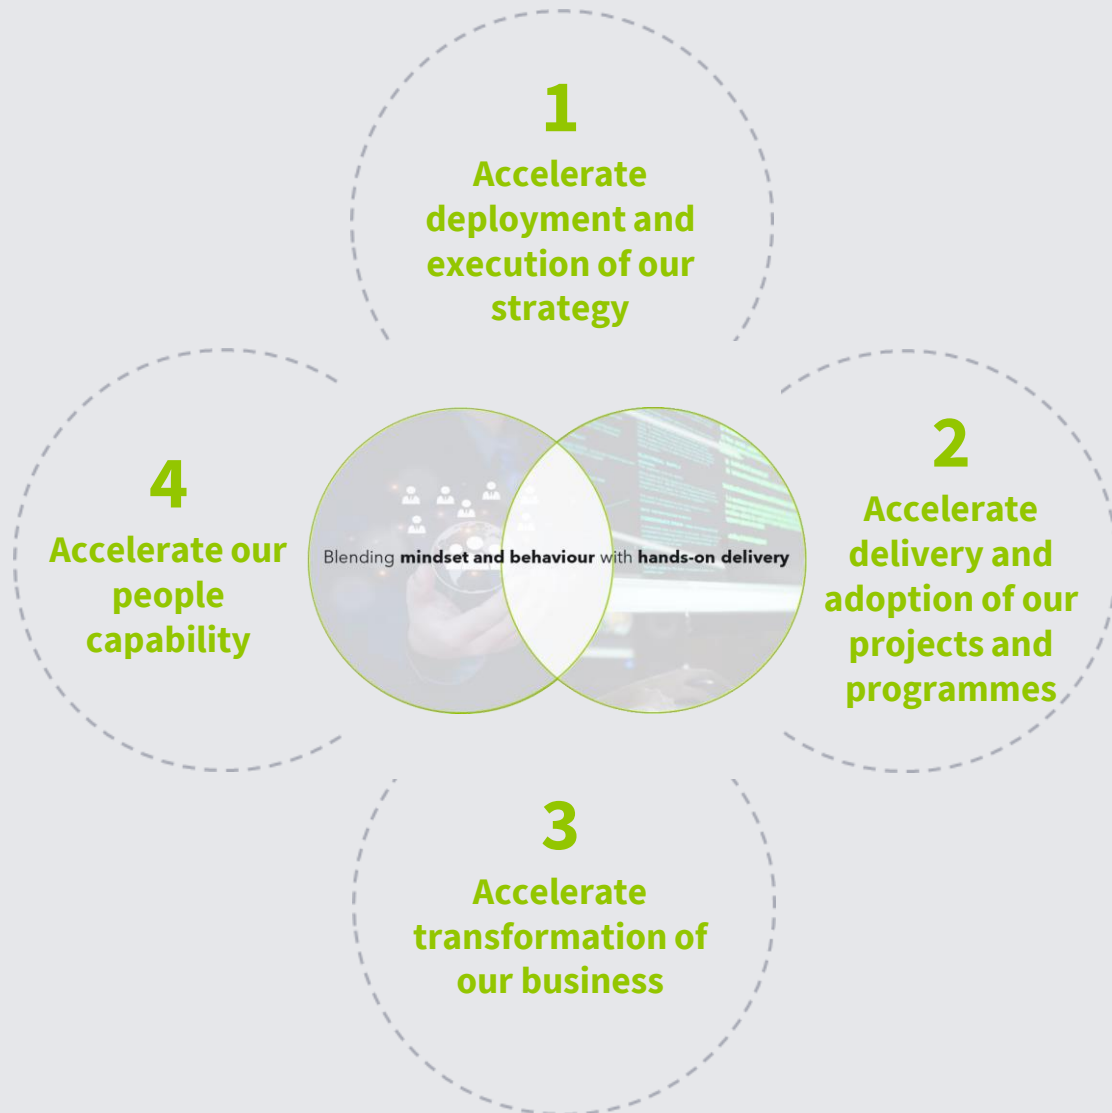 1
Accelerate
deployment and
execution of our
strategy
2
Accelerate
delivery and
adoption of our
projects and
programmes
3
Accelerate
transformation of
our business
4
Accelerate our
people
capability
Blending mindset and behaviour with hands-on delivery